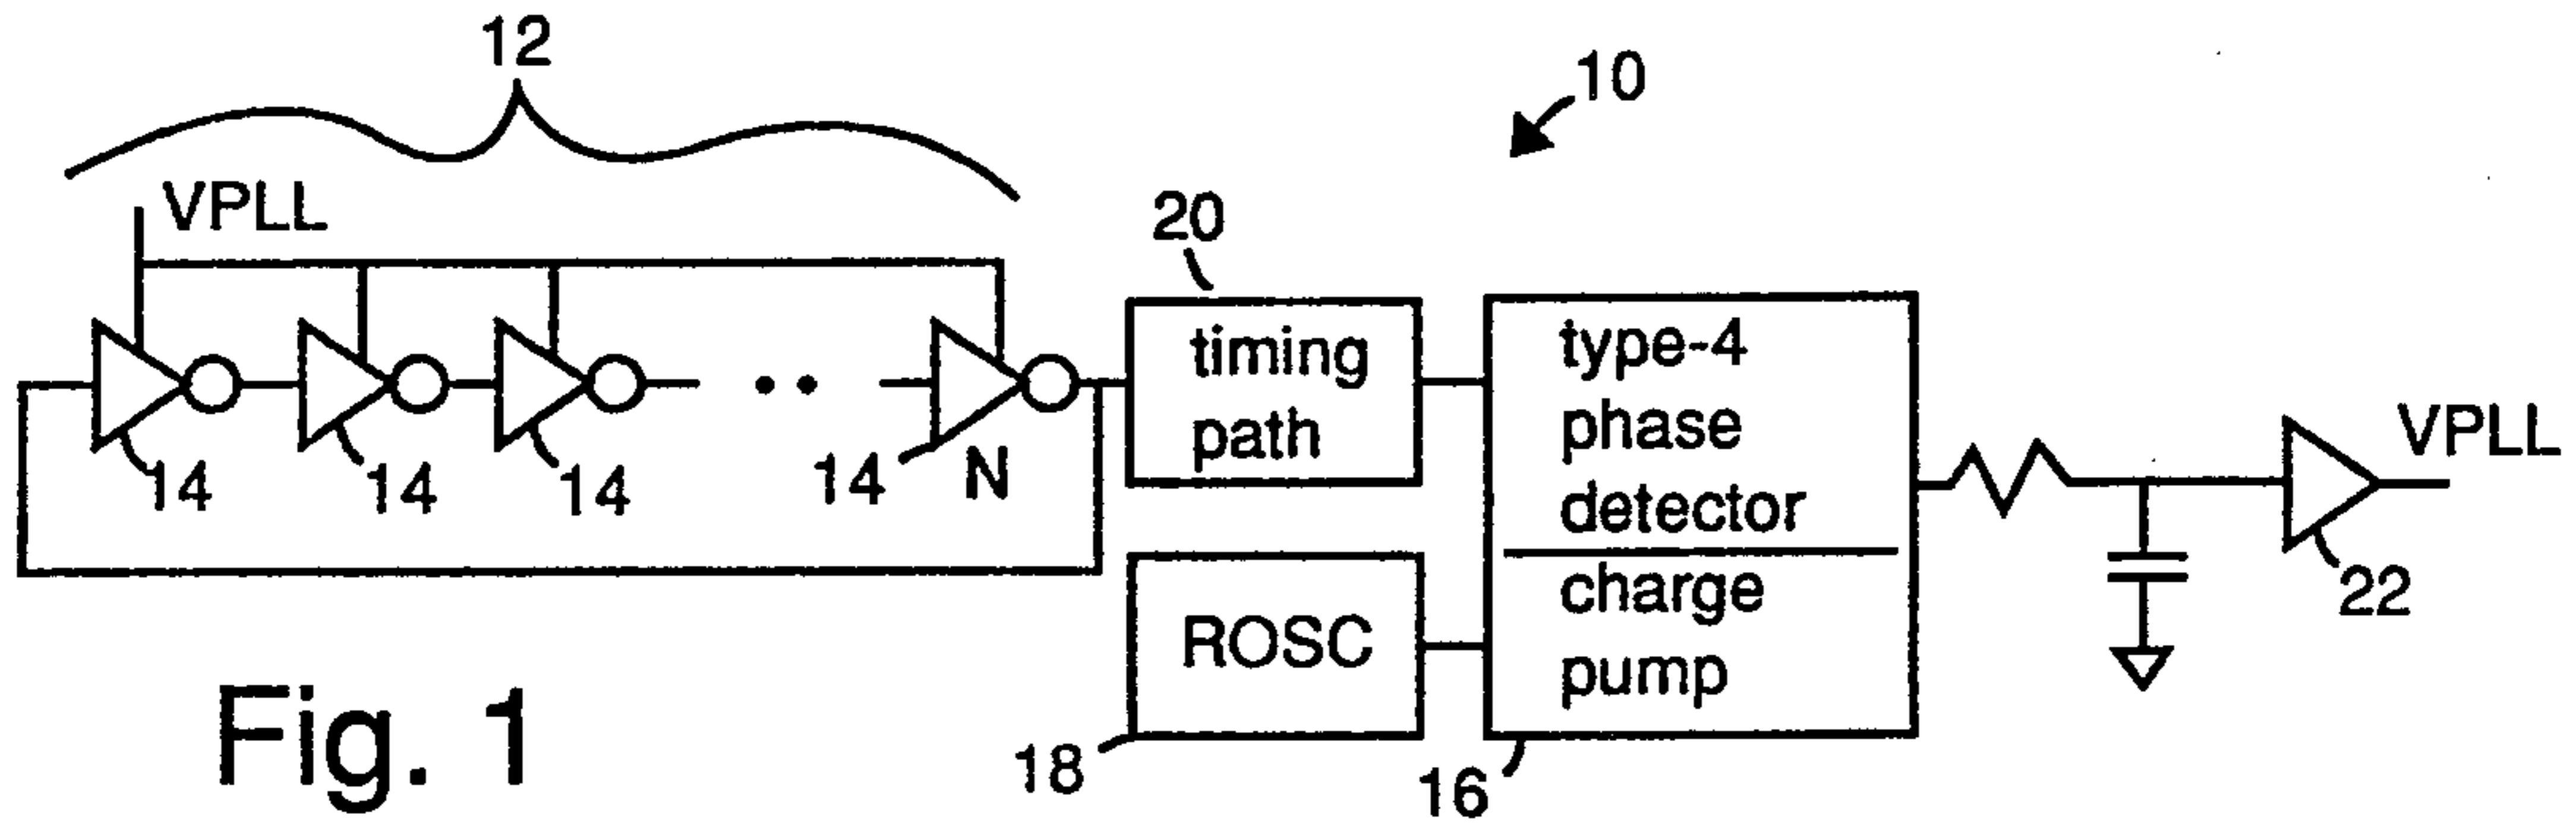 12
10
VPLL
20
timing
path
type-4
phase
detector
charge
pump
VPLL
14
14
14
14
N
22
ROSC
18
16
Fig. 1